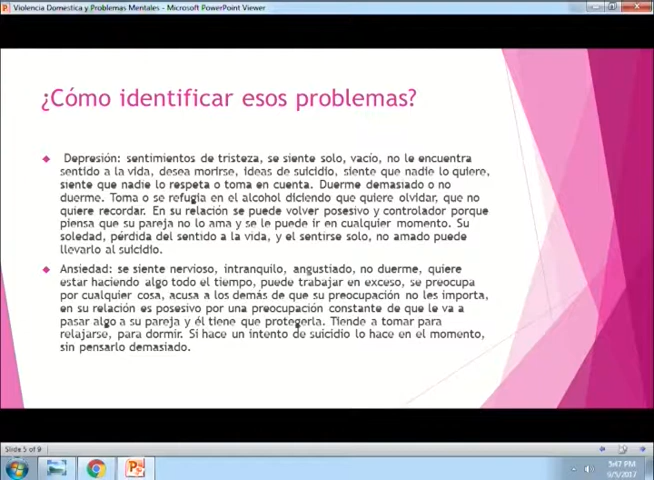 Violencia Domestica y Problemas Mentales - Microsoft PowerPoint Viewer
¿Cómo identificar esos problemas?
Depresión: sentimientos de tristeza, se siente solo, vacío, no le encuentra
sentido a la vida, desea morirse, ideas de suicidio, siente que nadie lo quiere,
siente que nadie lo respeta o toma en cuenta. Duerme demasiado o no
duerme. Toma o se refugia en el alcohol diciendo que quiere olvidar, que no
quiere recordar. En su relación se puede volver posesivo y controlador porque
piensa que su pareja no lo ama y se le puede ir en cualquier momento. Su
soledad, pérdida del sentido a la vida, y el sentirse solo, no amado puede
llevarlo al suicidio.
Ansiedad: se siente nervioso, intranquilo, angustiado, no duerme, quiere
estar haciendo algo todo el tiempo, puede trabajar en exceso, se preocupa
por cualquier cosa, acusa a los demás de que su preocupación no les importa,
en su relación es posesivo por una preocupación constante de que le va a
pasar algo a su pareja y él tiene que protegerla. Tiende a tomar para
relajarse, para dormir. Si hace un intento de suicidio lo hace en el momento,
sin pensarlo demasiado.
Slide 5 of 9
5:47 PM
9/5/2017